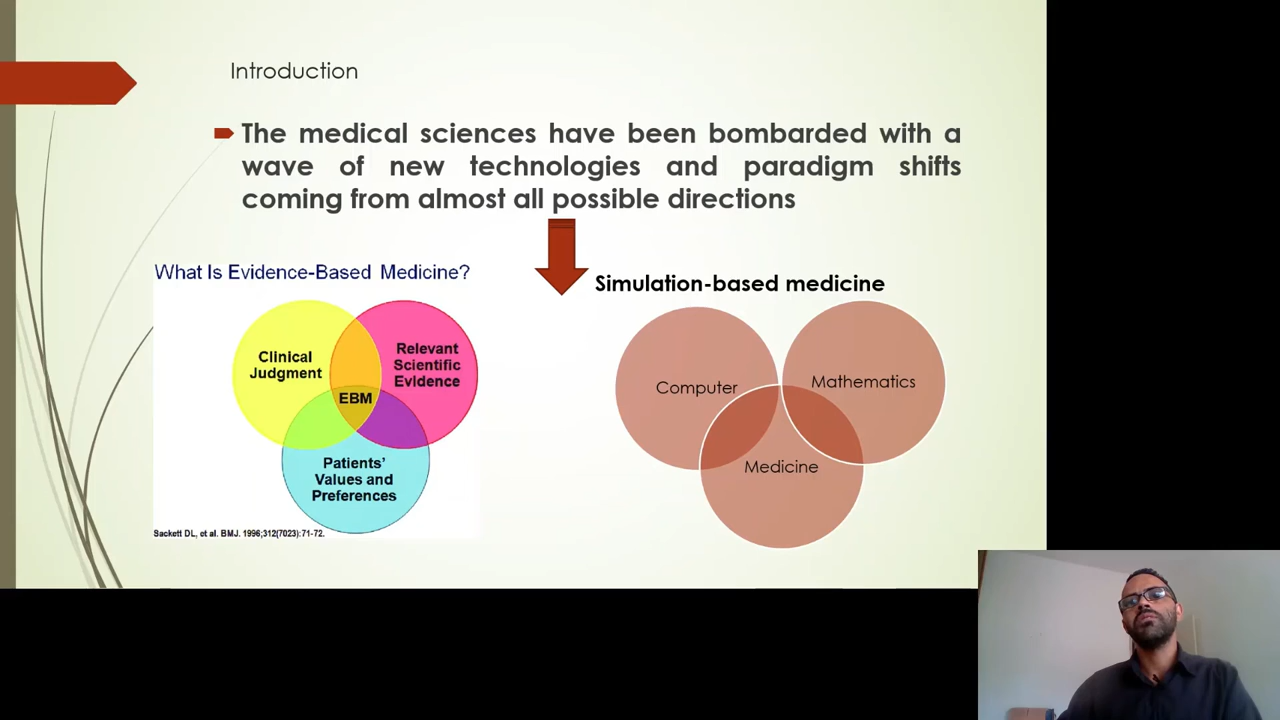 Introduction
The medical sciences have been bombarded with a
wave of new technologies and paradigm shifts
coming from almost all possible directions
What Is Evidence-Based Medicine?
Clinical
Judgment
Relevant
Scientific
Evidence
EBM
Patients’
Values and
Preferences
Sackett DL, et al. BMJ. 1996;312(7023):71-72.
Simulation-based medicine
Computer
Mathematics
Medicine